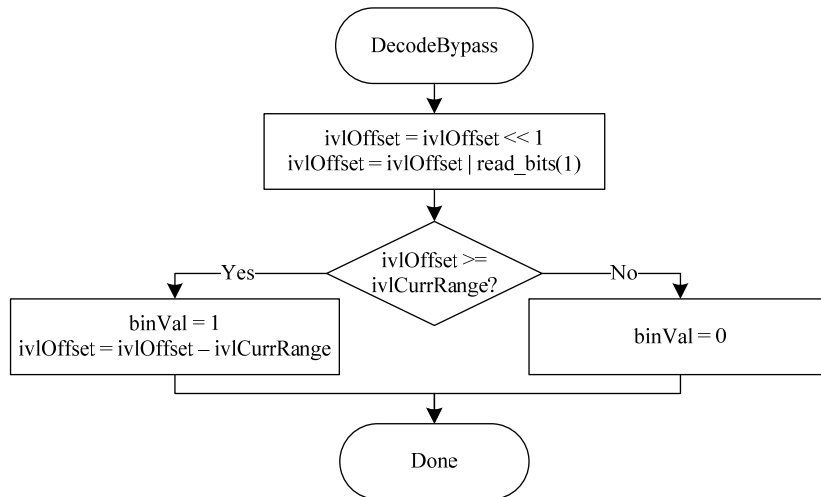 DecodeBypass
ivlOffset = ivlOffset << 1
ivlOffset = ivlOffset | read_bits(1)
ivlOffset >=
ivlCurrRange?
Yes
No
binVal = 1
ivlOffset = ivlOffset – ivlCurrRange
binVal = 0
Done